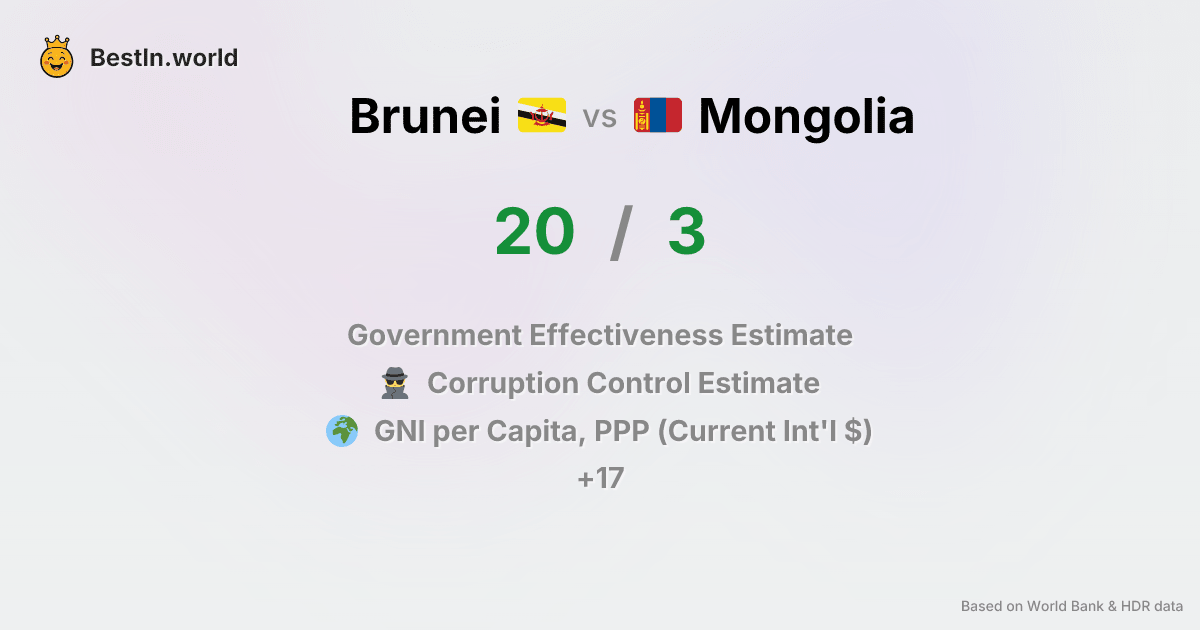 BestIn.world
Brunei vs Mongolia
20 / 3
Government Effectiveness Estimate
Corruption Control Estimate
GNI per Capita, PPP (Current Int'l $)
+17
Based on World Bank & HDR data